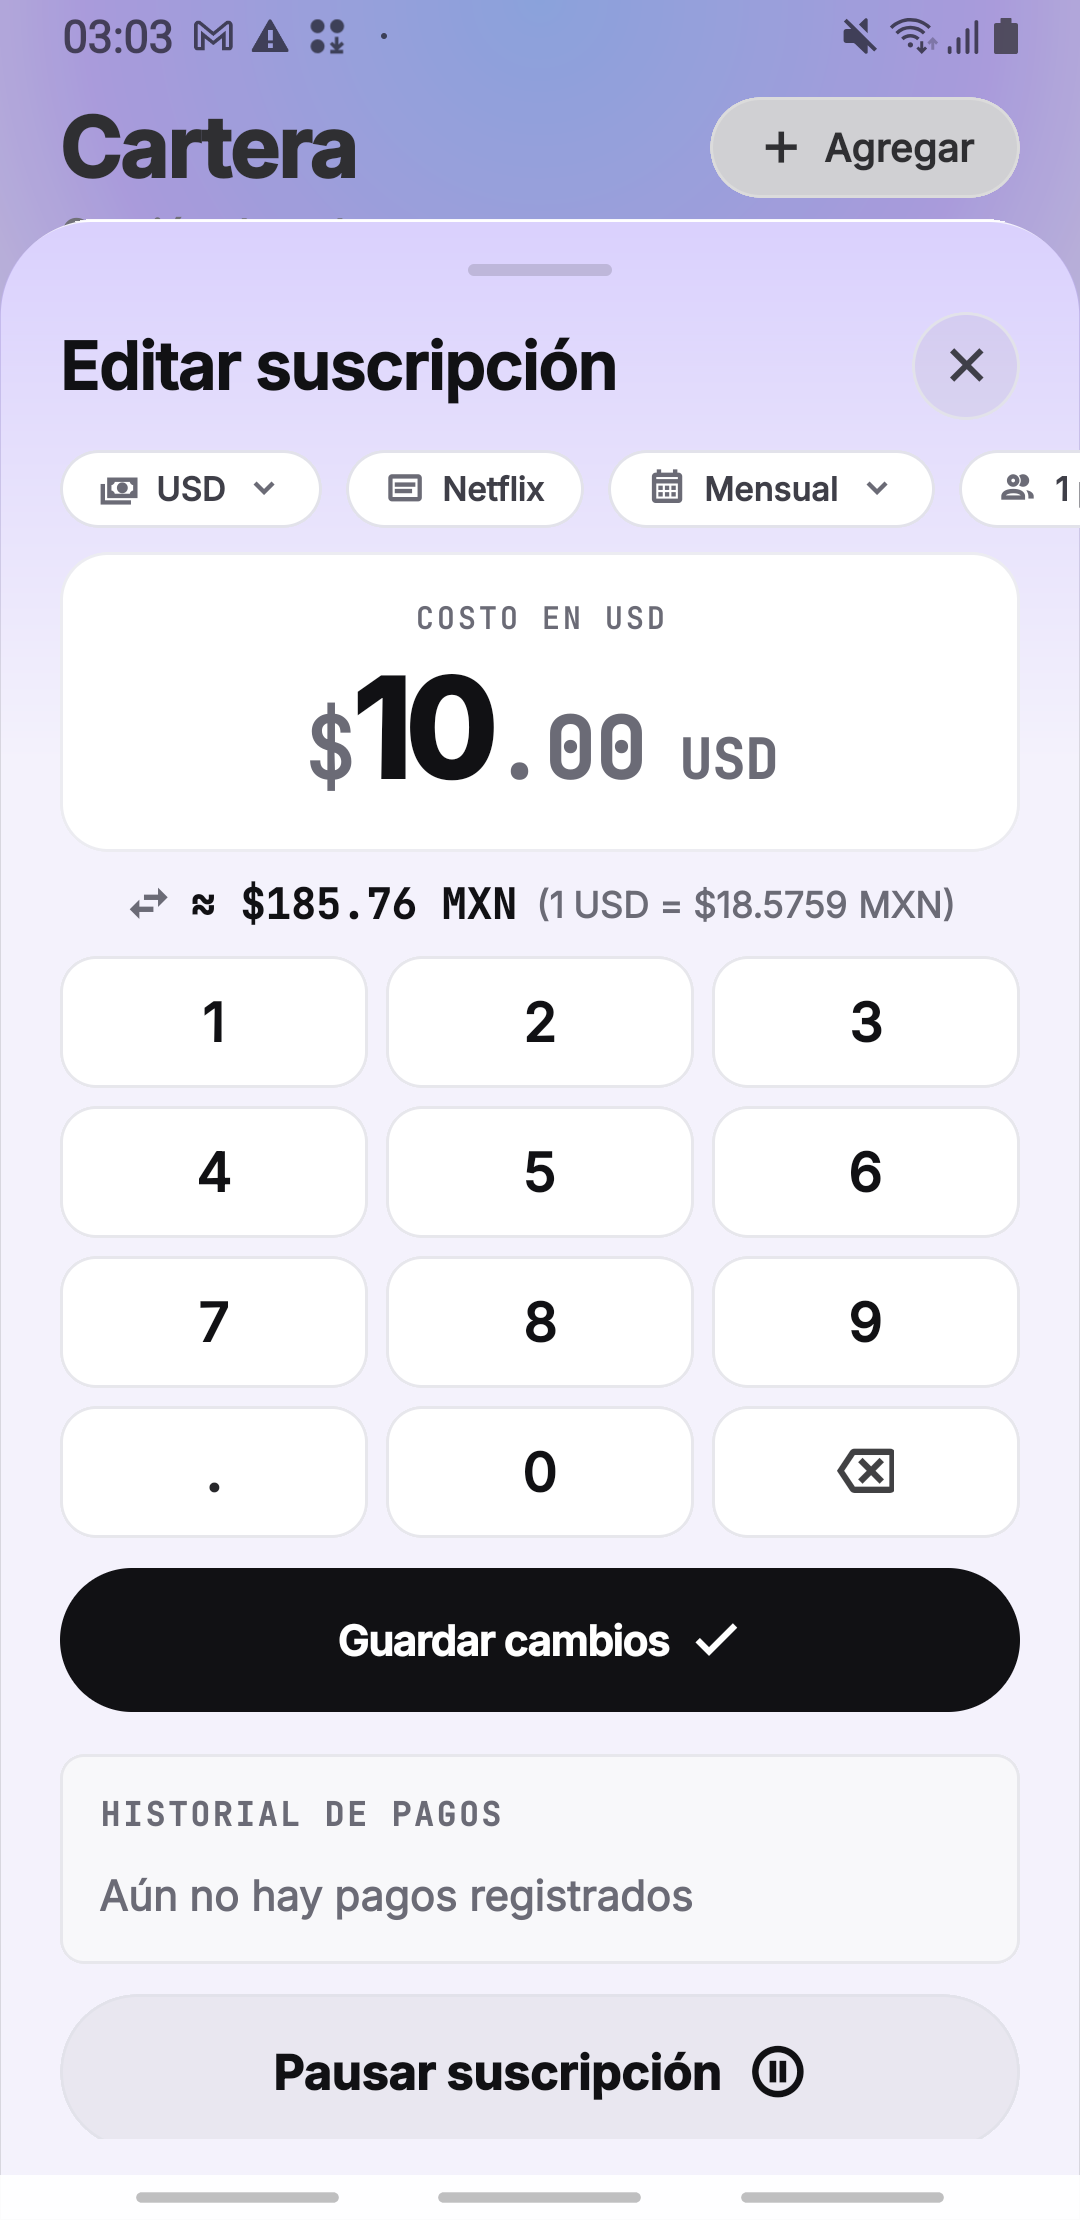 03:03
Cartera
+ Agregar
Editar suscripción
USD
Netflix
Mensual
1
COSTO EN USD
$10.00 USD
≈ $185.76 MXN (1 USD = $18.5759 MXN)
1 2 3
4 5 6
7 8 9
. 0
Guardar cambios
HISTORIAL DE PAGOS
Aún no hay pagos registrados
Pausar suscripción